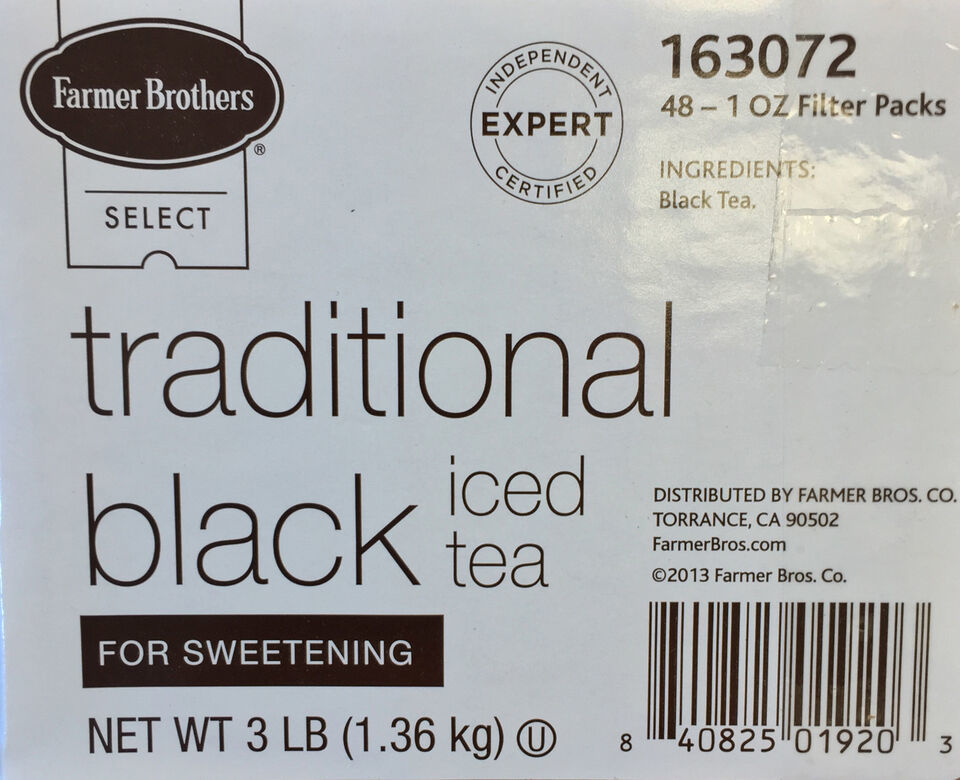 Farmer Brothers
®
SELECT
INDEPENDENT
EXPERT
CERTIFIED
163072
48 – 1 OZ Filter Packs
INGREDIENTS:
Black Tea.
traditional
black iced
tea
FOR SWEETENING
NET WT 3 LB (1.36 kg) Ⓤ
DISTRIBUTED BY FARMER BROS. CO.
TORRANCE, CA 90502
FarmerBros.com
©2013 Farmer Bros. Co.
8 40825 01920 3